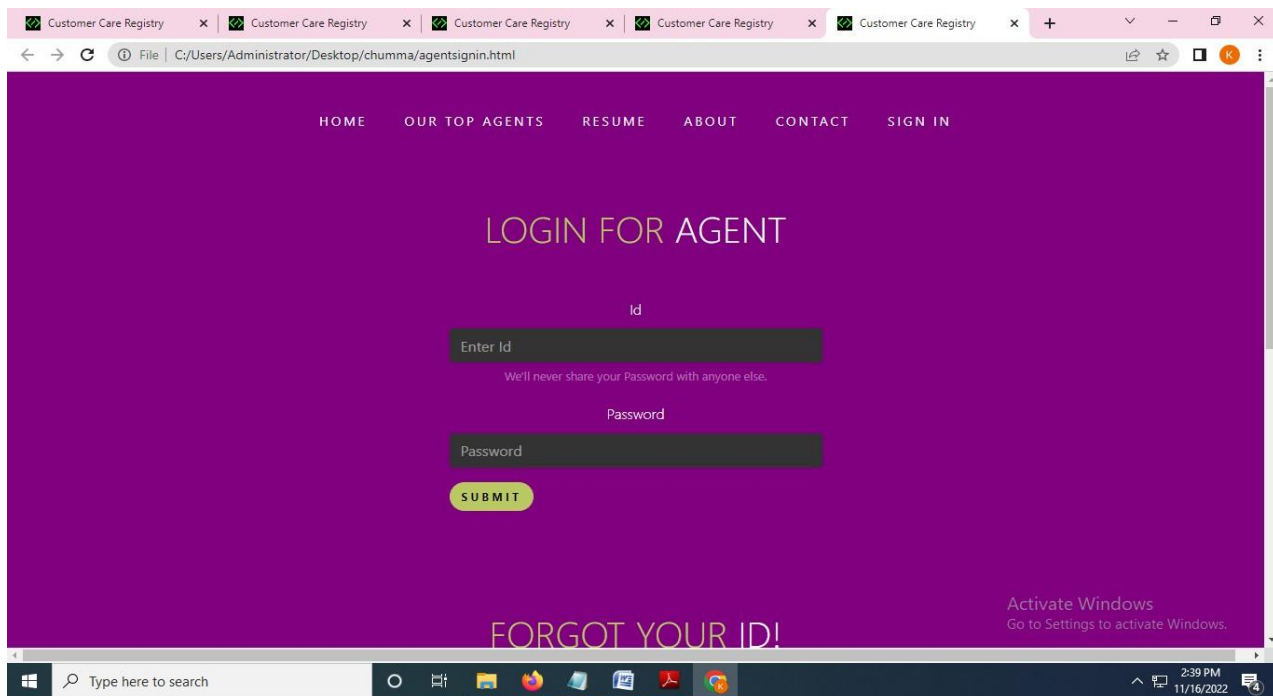 Customer Care Registry Customer Care Registry Customer Care Registry Customer Care Registry Customer Care Registry
File | C:/Users/Administrator/Desktop/chumma/agentsignin.html K
HOME OUR TOP AGENTS RESUME ABOUT CONTACT SIGN IN
LOGIN FOR AGENT
Id
Enter Id
We'll never share your Password with anyone else.
Password
Password
SUBMIT
Activate Windows
Go to Settings to activate Windows.
FORGOT YOUR ID!
Type here to search
2:39 PM
11/16/2022
4